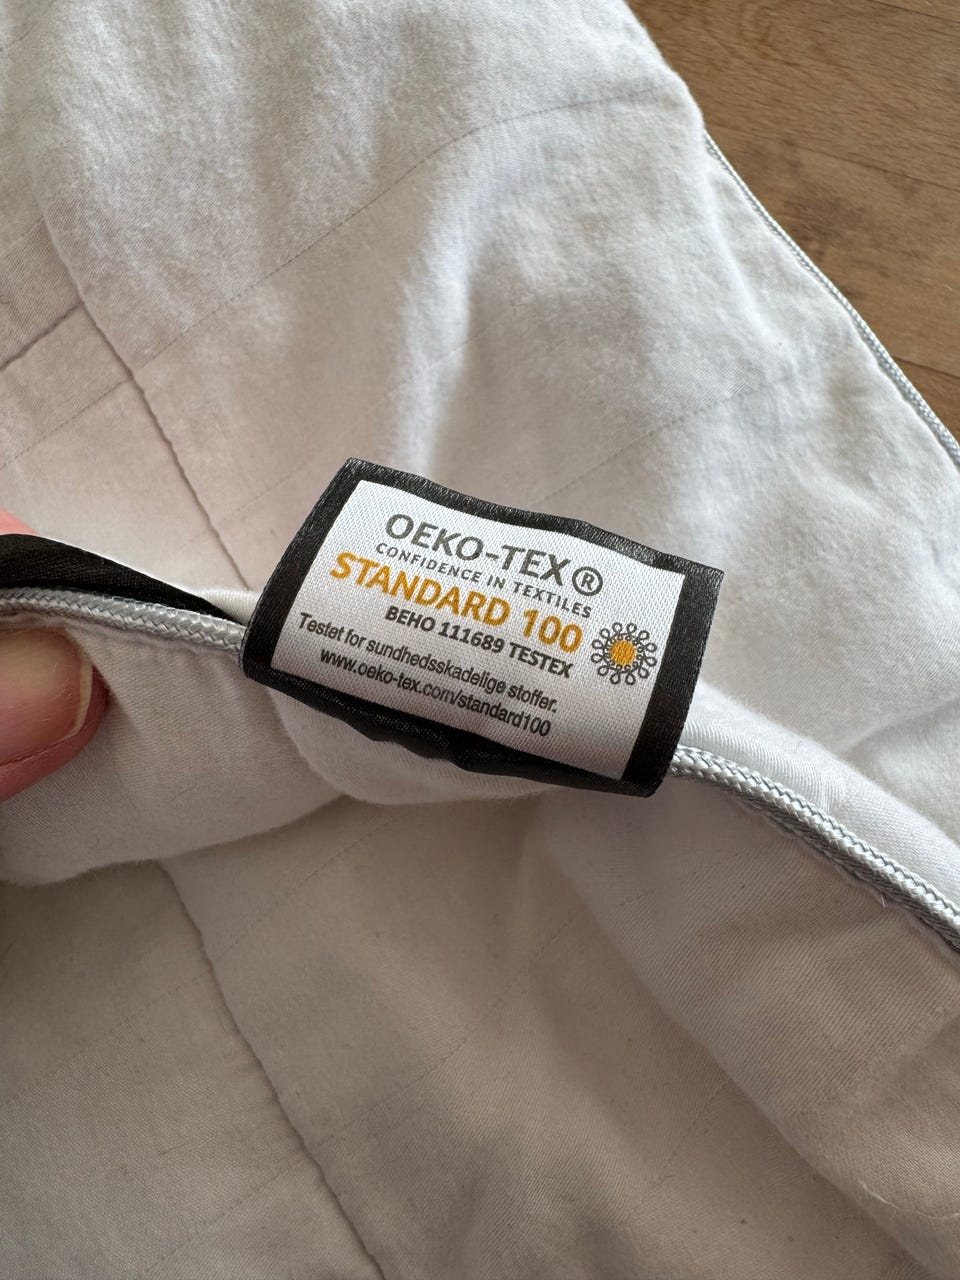 OEKO-TEX®
CONFIDENCE IN TEXTILES
STANDARD 100
BEHO 111689 TESTEX
Testet for sundhedsskadelige stoffer.
www.oeko-tex.com/standard100